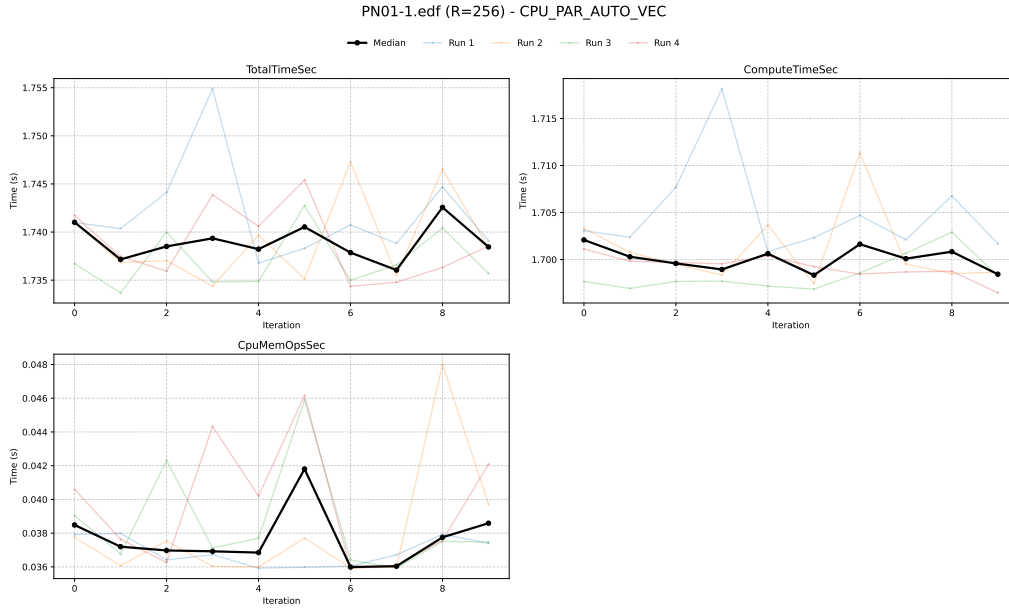 PN01-1.edf (R=256) - CPU_PAR_AUTO_VEC
Median Run 1 Run 2 Run 3 Run 4
TotalTimeSec
1.755
1.750
1.745
1.740
1.735
Time (s)
0 2 4 6 8
Iteration
ComputeTimeSec
1.715
1.710
1.705
1.700
Time (s)
0 2 4 6 8
Iteration
CpuMemOpsSec
0.048
0.046
0.044
0.042
0.040
0.038
0.036
Time (s)
0 2 4 6 8
Iteration